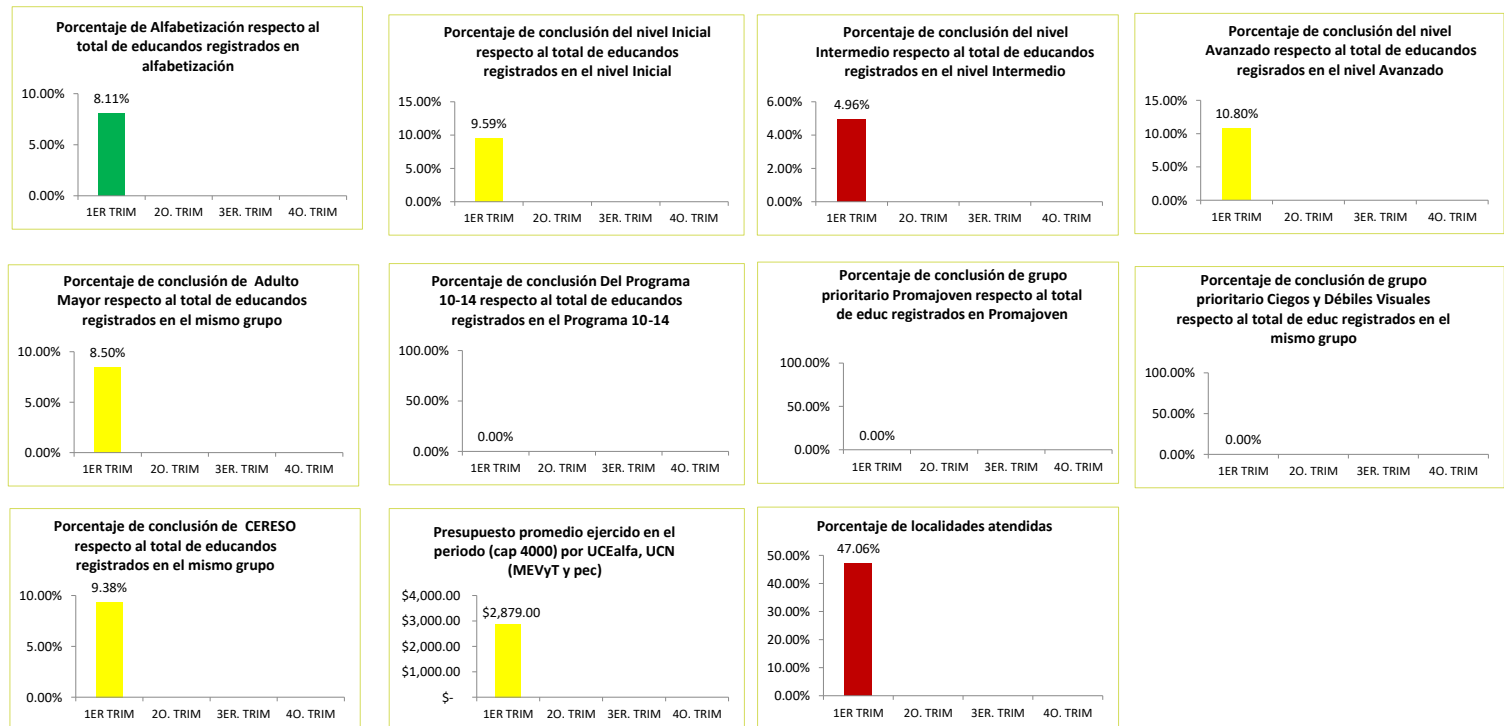 Porcentaje de Alfabetización respecto al
total de educandos registrados en
alfabetización
10.00%
8.11%
5.00%
0.00%
1ER TRIM 2O. TRIM 3ER. TRIM 4O. TRIM
Porcentaje de conclusión del nivel Inicial
respecto al total de educandos
registrados en el nivel Inicial
15.00%
9.59%
10.00%
5.00%
0.00%
1ER TRIM 2O. TRIM 3ER. TRIM 4O. TRIM
Porcentaje de conclusión del nivel
Intermedio respecto al total de educandos
registrados en el nivel Intermedio
6.00%
4.96%
4.00%
2.00%
0.00%
1ER TRIM 2O. TRIM 3ER. TRIM 4O. TRIM
Porcentaje de conclusión del nivel
Avanzado respecto al total de educandos
regisrados en el nivel Avanzado
15.00%
10.80%
10.00%
5.00%
0.00%
1ER TRIM 2O. TRIM 3ER. TRIM 4O. TRIM
Porcentaje de conclusión de Adulto
Mayor respecto al total de educandos
registrados en el mismo grupo
10.00%
8.50%
5.00%
0.00%
1ER TRIM 2O. TRIM 3ER. TRIM 4O. TRIM
Porcentaje de conclusión Del Programa
10-14 respecto al total de educandos
registrados en el Programa 10-14
100.00%
50.00%
0.00%
0.00%
1ER TRIM 2O. TRIM 3ER. TRIM 4O. TRIM
Porcentaje de conclusión de grupo
prioritario Promajoven respecto al total
de educ registrados en Promajoven
100.00%
50.00%
0.00%
0.00%
1ER TRIM 2O. TRIM 3ER. TRIM 4O. TRIM
Porcentaje de conclusión de grupo
prioritario Ciegos y Débiles Visuales
respecto al total de educ registrados en el
mismo grupo
100.00%
50.00%
0.00%
0.00%
1ER TRIM 2O. TRIM 3ER. TRIM 4O. TRIM
Porcentaje de conclusión de CERESO
respecto al total de educandos
registrados en el mismo grupo
9.38%
10.00%
5.00%
0.00%
1ER TRIM 2O. TRIM 3ER. TRIM 4O. TRIM
Presupuesto promedio ejercido en el
periodo (cap 4000) por UCEalfa, UCN
(MEVyT y pec)
$4,000.00
$2,879.00
$3,000.00
$2,000.00
$1,000.00
$-
1ER TRIM 2O. TRIM 3ER. TRIM 4O. TRIM
Porcentaje de localidades atendidas
47.06%
50.00%
40.00%
30.00%
20.00%
10.00%
0.00%
1ER TRIM 2O. TRIM 3ER. TRIM 4O. TRIM